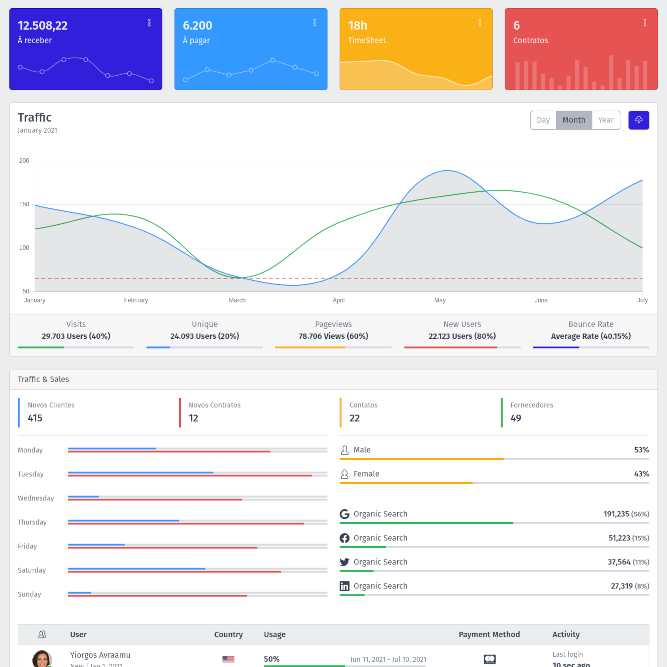 12.508,22
Á receber
6.200
Á pagar
18h
TimeSheet
6
Contratos
Traffic
January 2021
Day Month Year
200
150
100
50
January February March April May June July
Visits Unique Pageviews New Users Bounce Rate
29.703 Users (40%) 24.093 Users (20%) 78.706 Views (60%) 22.123 Users (80%) Average Rate (40.15%)
Traffic & Sales
Novos Clientes Novos Contratos Contatos Fornecedores
415 12 22 49
Monday
Tuesday
Wednesday
Thursday
Friday
Saturday
Sunday
Male 53%
Female 43%
Organic Search 191,235 (56%)
Organic Search 51,223 (15%)
Organic Search 37,564 (11%)
Organic Search 27,319 (8%)
User Country Usage Payment Method Activity
Yiorgos Avraamu 50% Jun 11, 2021 - Jul 10, 2021 Last login
New | Jan 1, 2021 10 sec ago